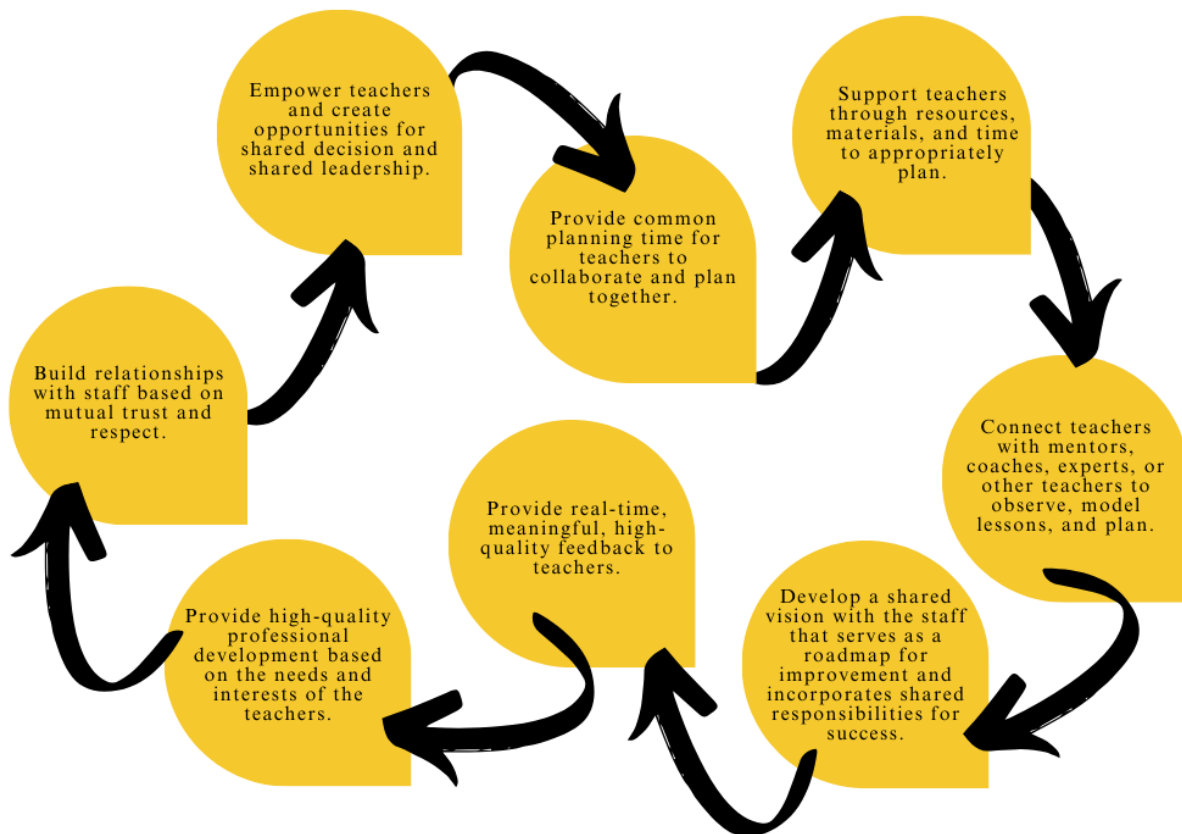 Empower teachers
and create
opportunities for
shared decision and
shared leadership.
Provide common
planning time for
teachers to
collaborate and plan
together.
Support teachers
through resources,
materials, and time
to appropriately
plan.
Build relationships
with staff based on
mutual trust and
respect.
Connect teachers
with mentors,
coaches, experts, or
other teachers to
observe, model
lessons, and plan.
Provide real-time,
meaningful, high-
quality feedback to
teachers.
Develop a shared
vision with the staff
that serves as a
roadmap for
improvement and
incorporates shared
responsibilities for
success.
Provide high-quality
professional
development based
on the needs and
interests of the
teachers.